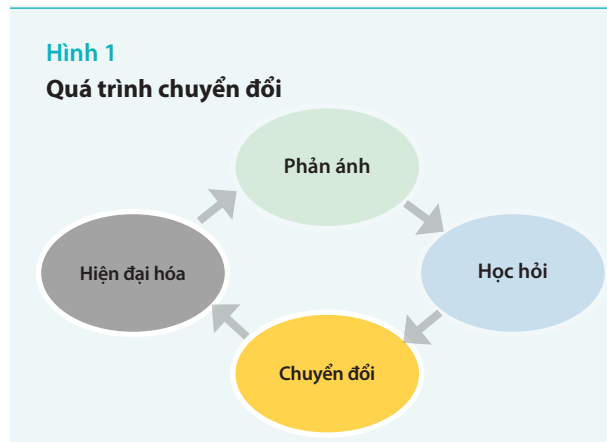 Hình 1
Quá trình chuyển đổi
Phản ánh
Hiện đại hóa
Học hỏi
Chuyển đổi